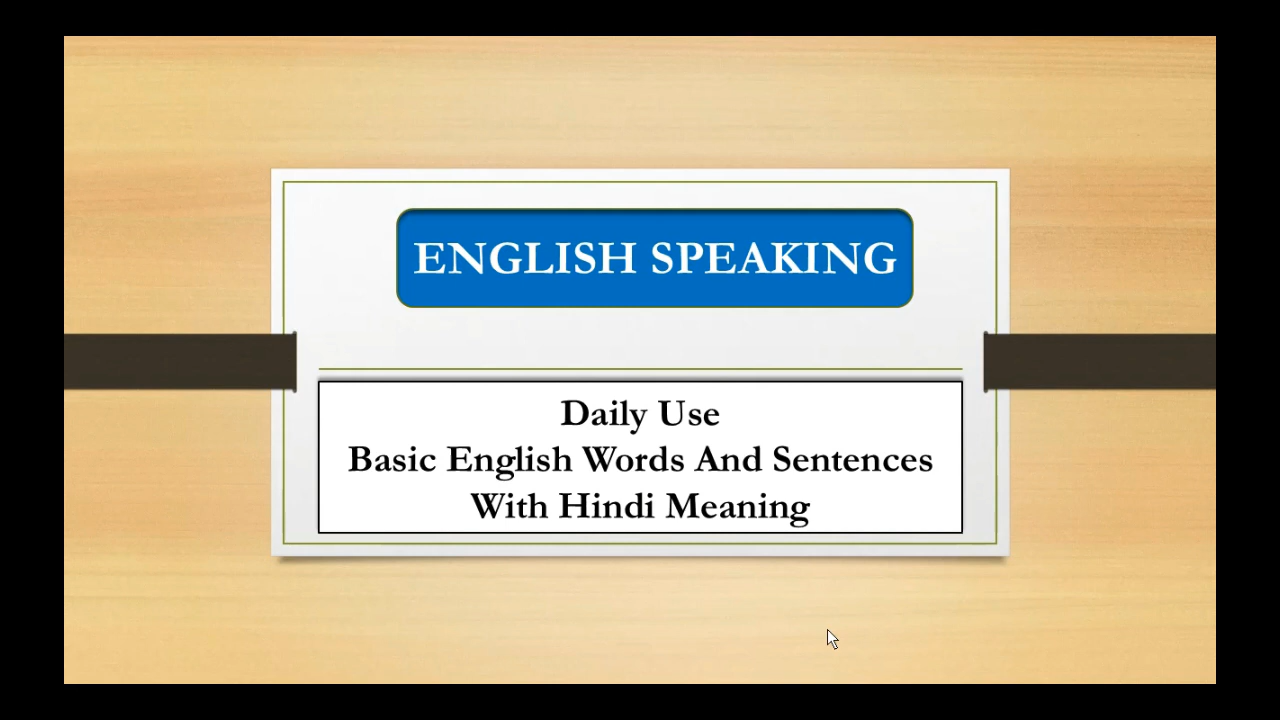 ENGLISH SPEAKING
Daily Use
Basic English Words And Sentences
With Hindi Meaning